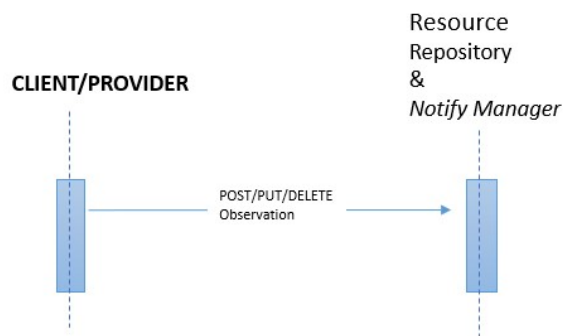 Resource
Repository
&
Notify Manager
CLIENT/PROVIDER
POST/PUT/DELETE
Observation